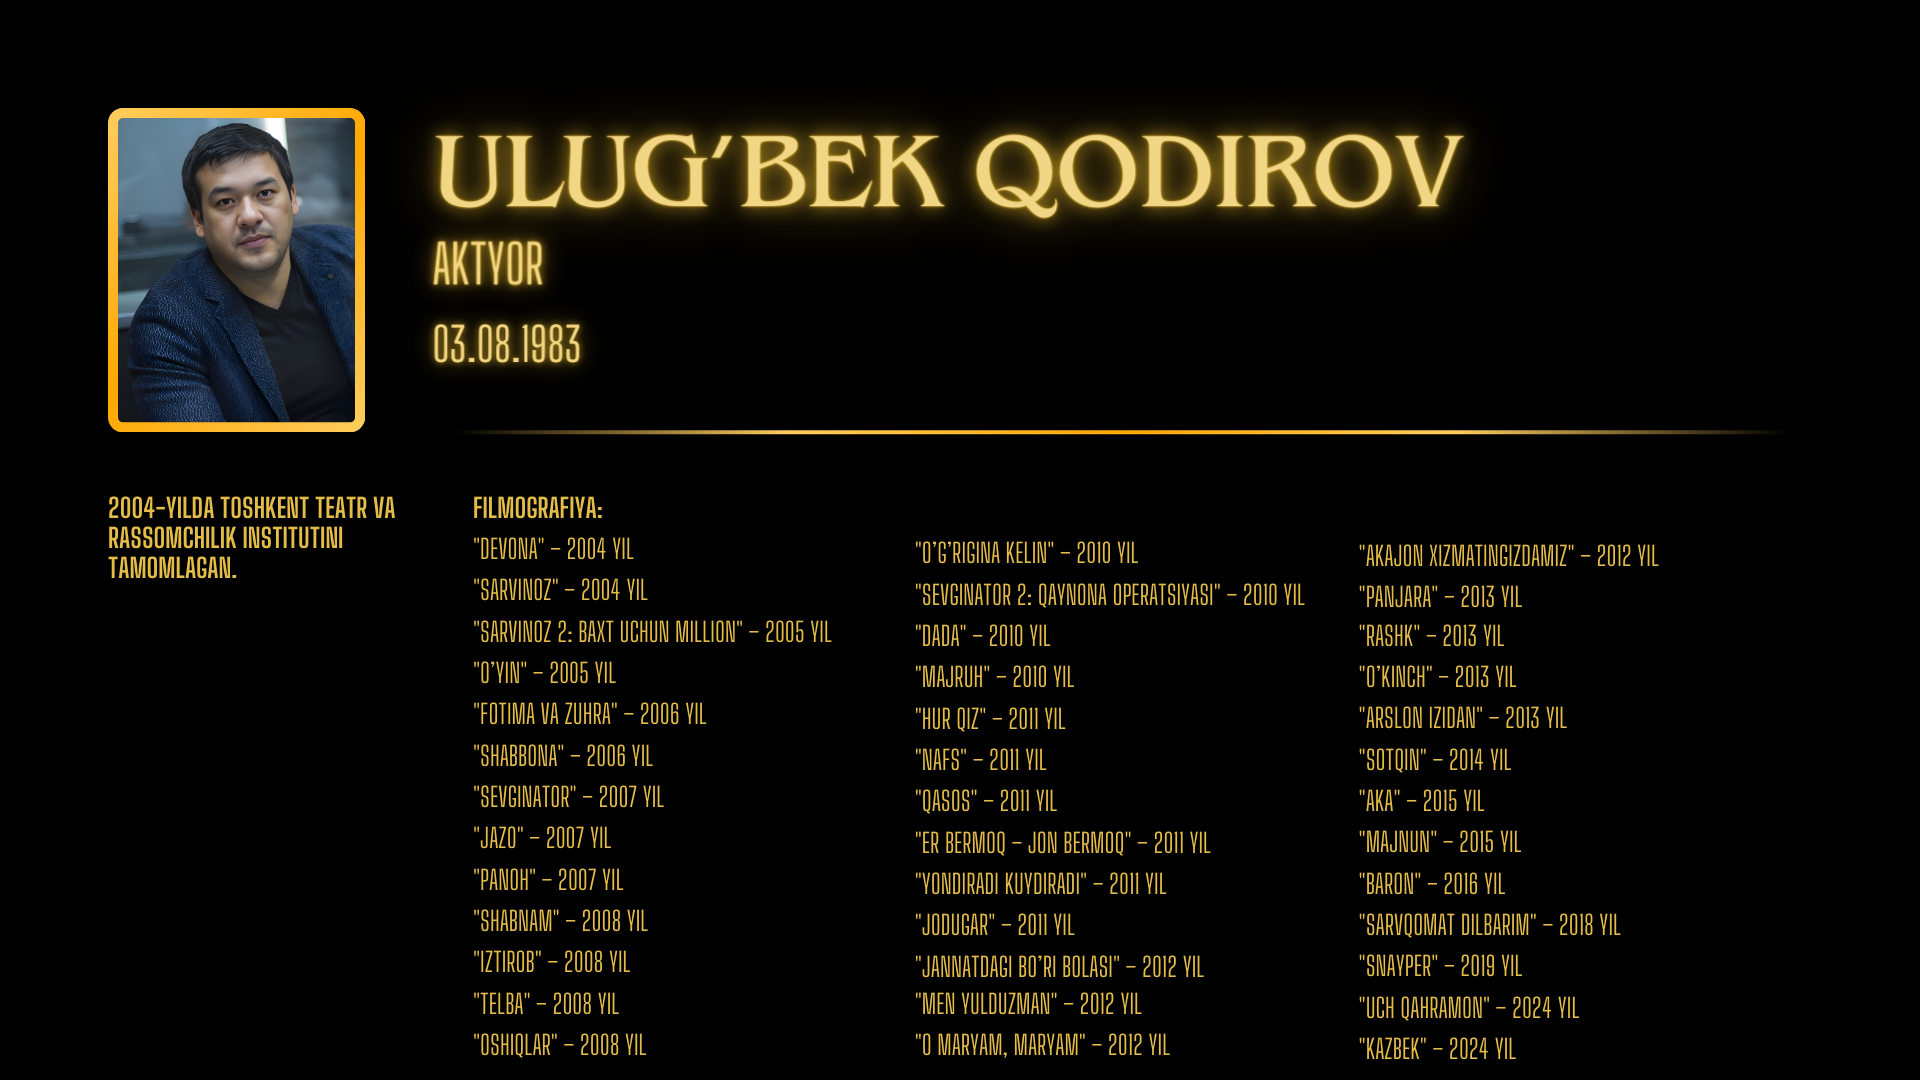 ULUG’BEK QODIROV
AKTYOR
03.08.1983
2004-YILDA TOSHKENT TEATR VA
RASSOMCHILIK INSTITUTINI
TAMOMLAGAN.
FILMOGRAFIYA:
"DEVONA" – 2004 YIL
"SARVINOZ" – 2004 YIL
"SARVINOZ 2: BAXT UCHUN MILLION" – 2005 YIL
"O’YIN" – 2005 YIL
"FOTIMA VA ZUHRA" – 2006 YIL
"SHABBONA" – 2006 YIL
"SEVGINATOR" – 2007 YIL
"JAZO" – 2007 YIL
"PANOH" – 2007 YIL
"SHABNAM" – 2008 YIL
"IZTIROB" – 2008 YIL
"TELBA" – 2008 YIL
"OSHIQLAR" – 2008 YIL
"O’G’RIGINA KELIN" – 2010 YIL
"SEVGINATOR 2: QAYNONA OPERATSIYASI" – 2010 YIL
"DADA" – 2010 YIL
"MAJRUH" – 2010 YIL
"HUR QIZ" – 2011 YIL
"NAFS" – 2011 YIL
"QASOS" – 2011 YIL
"ER BERMOQ – JON BERMOQ" – 2011 YIL
"YONDIRADI KUYDIRADI" – 2011 YIL
"JODUGAR" – 2011 YIL
"JANNATDAGI BO’RI BOLASI" – 2012 YIL
"MEN YULDUZMAN" – 2012 YIL
"O MARYAM, MARYAM" – 2012 YIL
"AKAJON XIZMATINGIZDAMIZ" – 2012 YIL
"PANJARA" – 2013 YIL
"RASHK" – 2013 YIL
"O’KINCH" – 2013 YIL
"ARSLON IZIDAN" – 2013 YIL
"SOTQIN" – 2014 YIL
"AKA" – 2015 YIL
"MAJNUN" – 2015 YIL
"BARON" – 2016 YIL
"SARVQOMAT DILBARIM" – 2018 YIL
"SNAYPER" – 2019 YIL
"UCH QAHRAMON" – 2024 YIL
"KAZBEK" – 2024 YIL